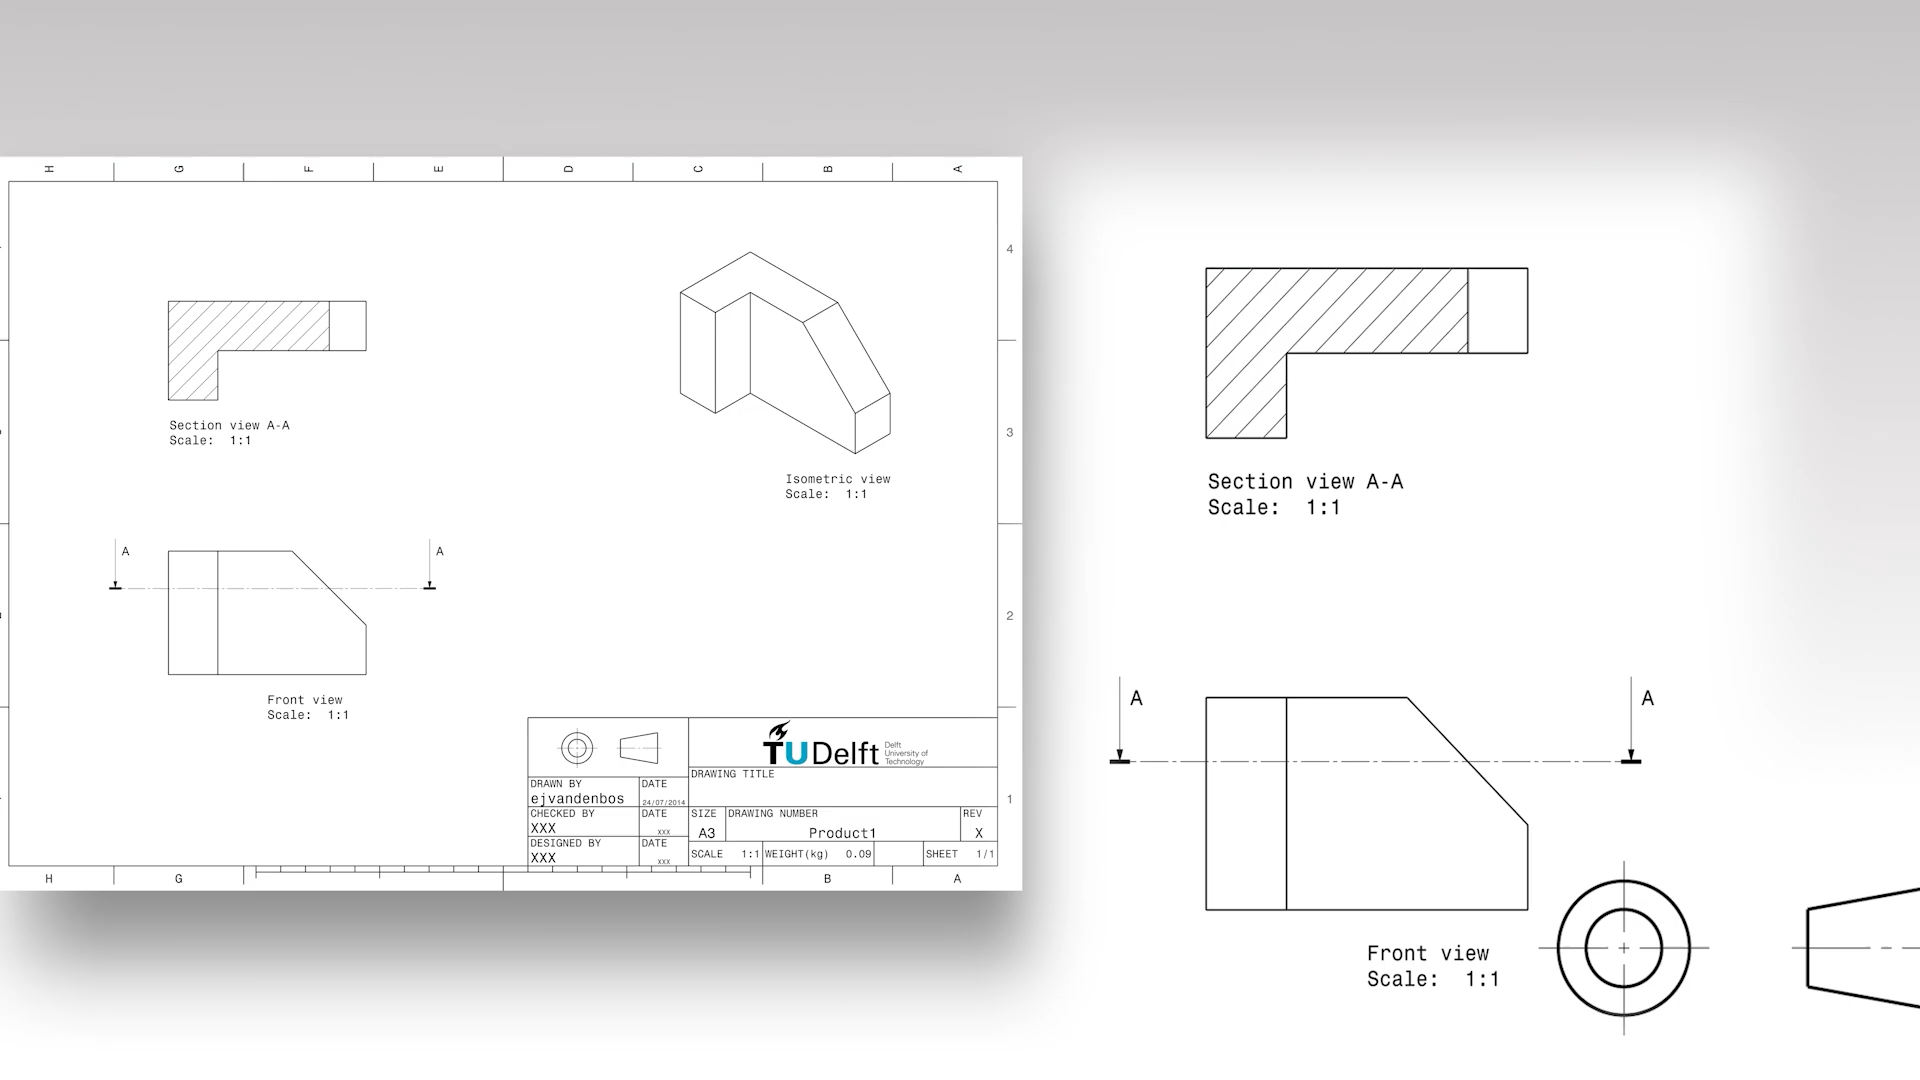 H G F E D C B A
4
Section view A-A
Scale: 1:1
3
Isometric view
Scale: 1:1
A A
2
Front view
Scale: 1:1
TUDelft Delft University of Technology
DRAWING TITLE
DRAWN BY DATE
ejvandenbos 24/07/2014
1
CHECKED BY DATE SIZE DRAWING NUMBER REV
XXX XXX A3 Product1 X
DESIGNED BY DATE
XXX XXX
SCALE 1:1 WEIGHT(kg) 0.09 SHEET 1/1
H G B A
Section view A-A
Scale: 1:1
A A
Front view
Scale: 1:1